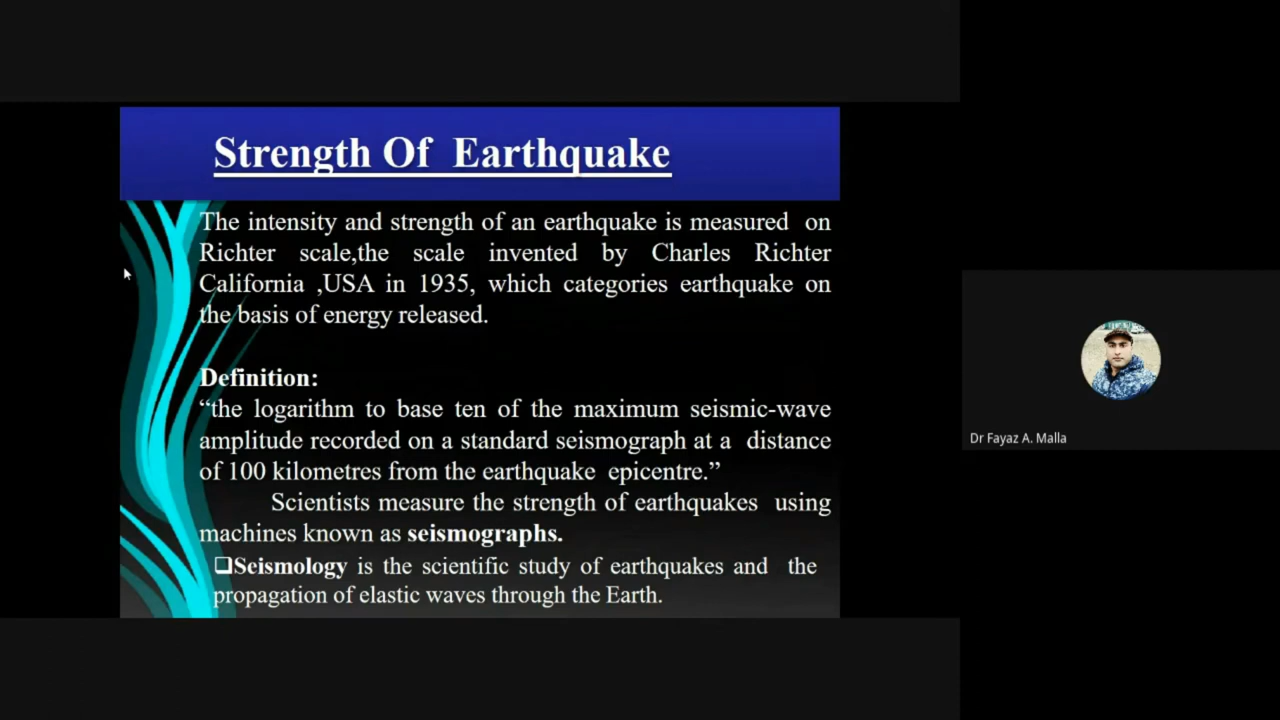 Strength Of Earthquake
The intensity and strength of an earthquake is measured on
Richter scale,the scale invented by Charles Richter
California ,USA in 1935, which categories earthquake on
the basis of energy released.
Definition:
“the logarithm to base ten of the maximum seismic-wave
amplitude recorded on a standard seismograph at a distance
of 100 kilometres from the earthquake epicentre.”
Scientists measure the strength of earthquakes using
machines known as seismographs.
❑Seismology is the scientific study of earthquakes and the
propagation of elastic waves through the Earth.
Dr Fayaz A. Malla